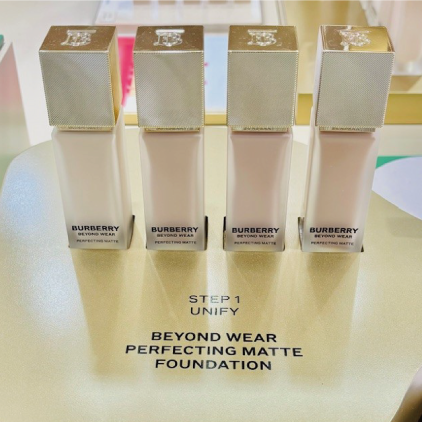 BURBERRY
BEYOND WEAR
PERFECTING MATTE
BURBERRY
BEYOND WEAR
PERFECTING MATTE
BURBERRY
BEYOND WEAR
PERFECTING MATTE
BURBERRY
BEYOND WEAR
PERFECTING MATTE
STEP 1
UNIFY
BEYOND WEAR
PERFECTING MATTE
FOUNDATION